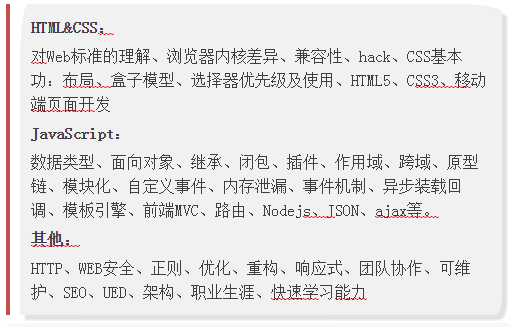 HTML&CSS:
对Web标准的理解、浏览器内核差异、兼容性、hack、CSS基本
功：布局、盒子模型、选择器优先级及使用、HTML5、CSS3、移动
端页面开发
JavaScript:
数据类型、面向对象、继承、闭包、插件、作用域、跨域、原型
链、模块化、自定义事件、内存泄漏、事件机制、异步装载回
调、模板引擎、前端MVC、路由、Nodejs、JSON、ajax等。
其他：
HTTP、WEB安全、正则、优化、重构、响应式、团队协作、可维
护、SEO、UED、架构、职业生涯、快速学习能力